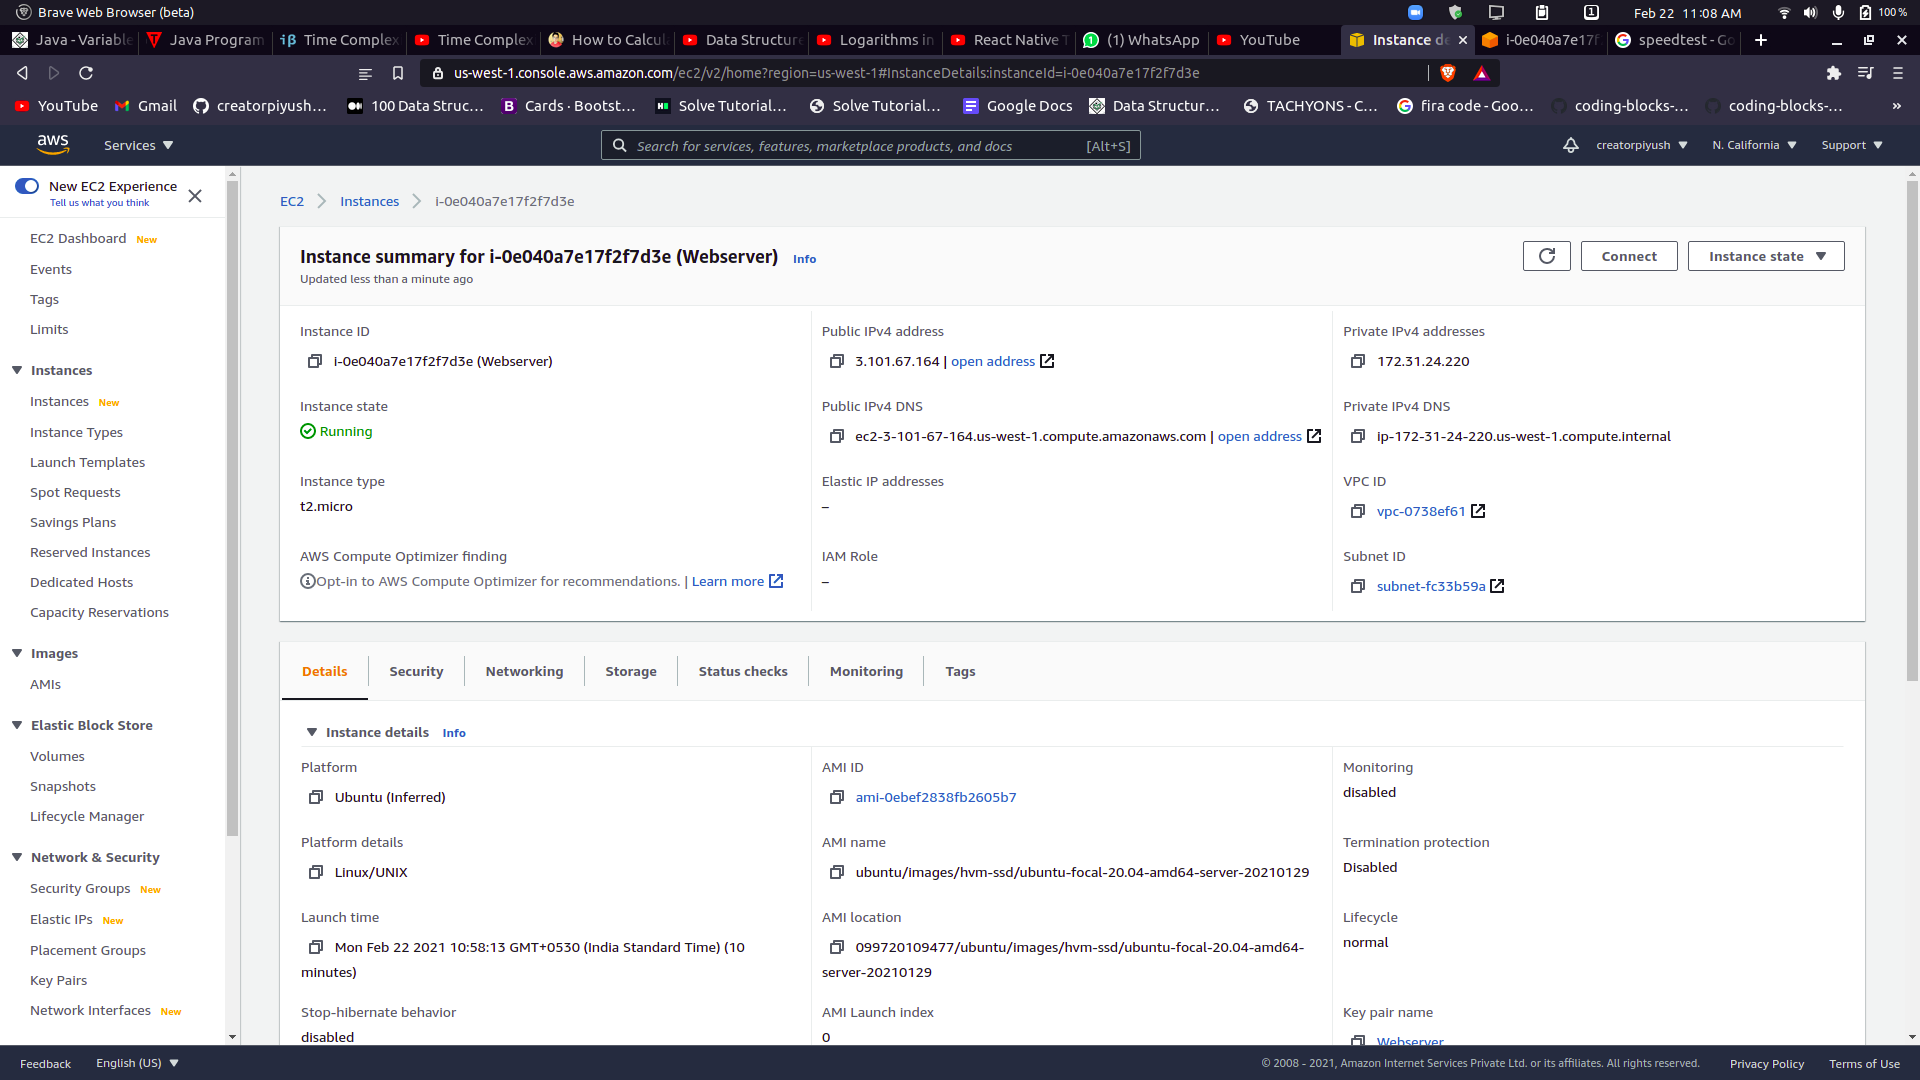 Brave Web Browser (beta)
1
Feb 22 11:08 AM
100 %
Java - Variable
Java Program
Time Complex
Time Complex
How to Calcul
Data Structure
Logarithms in
React Native T
(1) WhatsApp
YouTube
Instance de
i-0e040a7e17f
speedtest - Go
us-west-1.console.aws.amazon.com/ec2/v2/home?region=us-west-1#InstanceDetails:instanceId=i-0e040a7e17f2f7d3e
YouTube
Gmail
creatorpiyush...
100 Data Struc...
Cards · Bootst...
Solve Tutorial...
Solve Tutorial...
Google Docs
Data Structur...
TACHYONS - C...
fira code - Goo...
coding-blocks-...
coding-blocks-...
»
aws
Services
Search for services, features, marketplace products, and docs
[Alt+S]
creatorpiyush
N. California
Support
New EC2 Experience
Tell us what you think
EC2 Dashboard New
Events
Tags
Limits
Instances
Instances New
Instance Types
Launch Templates
Spot Requests
Savings Plans
Reserved Instances
Dedicated Hosts
Capacity Reservations
Images
AMIs
Elastic Block Store
Volumes
Snapshots
Lifecycle Manager
Network & Security
Security Groups New
Elastic IPs New
Placement Groups
Key Pairs
Network Interfaces New
EC2
Instances
i-0e040a7e17f2f7d3e
Instance summary for i-0e040a7e17f2f7d3e (Webserver) Info
Updated less than a minute ago
Connect
Instance state
Instance ID
i-0e040a7e17f2f7d3e (Webserver)
Public IPv4 address
3.101.67.164 | open address
Private IPv4 addresses
172.31.24.220
Instance state
Running
Public IPv4 DNS
ec2-3-101-67-164.us-west-1.compute.amazonaws.com | open address
Private IPv4 DNS
ip-172-31-24-220.us-west-1.compute.internal
Instance type
t2.micro
Elastic IP addresses
–
VPC ID
vpc-0738ef61
AWS Compute Optimizer finding
Opt-in to AWS Compute Optimizer for recommendations. | Learn more
IAM Role
–
Subnet ID
subnet-fc33b59a
Details
Security
Networking
Storage
Status checks
Monitoring
Tags
Instance details Info
Platform
Ubuntu (Inferred)
AMI ID
ami-0ebef2838fb2605b7
Monitoring
disabled
Platform details
Linux/UNIX
AMI name
ubuntu/images/hvm-ssd/ubuntu-focal-20.04-amd64-server-20210129
Termination protection
Disabled
Launch time
Mon Feb 22 2021 10:58:13 GMT+0530 (India Standard Time) (10
minutes)
AMI location
099720109477/ubuntu/images/hvm-ssd/ubuntu-focal-20.04-amd64-
server-20210129
Lifecycle
normal
Stop-hibernate behavior
disabled
AMI Launch index
0
Key pair name
Webserver
Feedback
English (US)
© 2008 - 2021, Amazon Internet Services Private Ltd. or its affiliates. All rights reserved.
Privacy Policy
Terms of Use